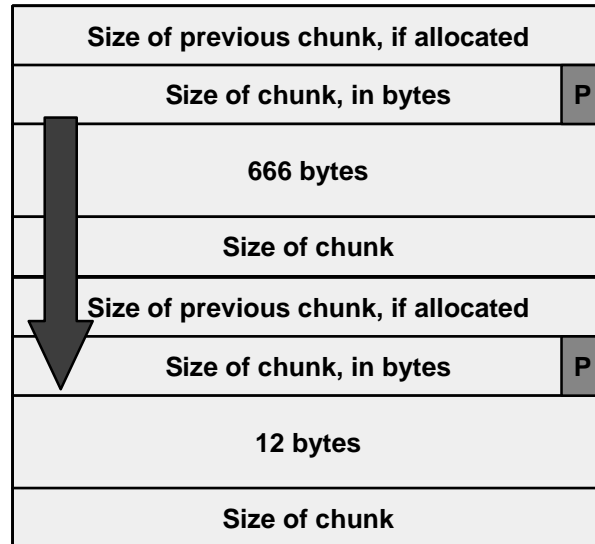 Size of previous chunk, if allocated
Size of chunk, in bytes P
666 bytes
Size of chunk
Size of previous chunk, if allocated
Size of chunk, in bytes P
12 bytes
Size of chunk